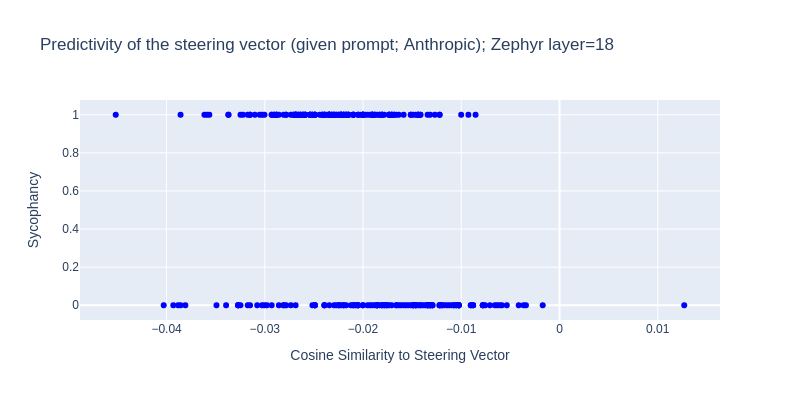 Predictivity of the steering vector (given prompt; Anthropic); Zephyr layer=18
1
0.8
0.6
0.4
0.2
0
Sycophancy
−0.04 −0.03 −0.02 −0.01 0 0.01
Cosine Similarity to Steering Vector